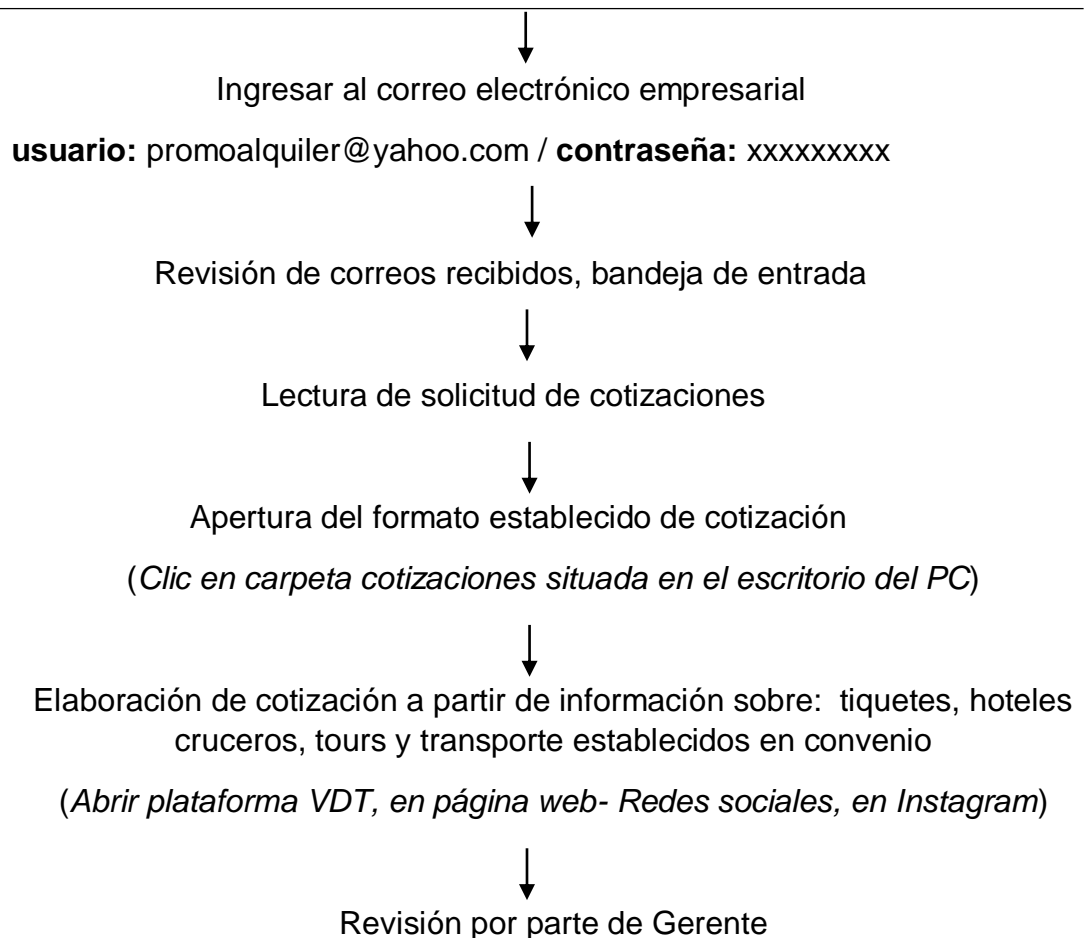 Ingresar al correo electrónico empresarial
usuario: promoalquiler@yahoo.com / contraseña: xxxxxxxxx
Revisión de correos recibidos, bandeja de entrada
Lectura de solicitud de cotizaciones
Apertura del formato establecido de cotización
(Clic en carpeta cotizaciones situada en el escritorio del PC)
Elaboración de cotización a partir de información sobre: tiquetes, hoteles
cruceros, tours y transporte establecidos en convenio
(Abrir plataforma VDT, en página web- Redes sociales, en Instagram)
Revisión por parte de Gerente